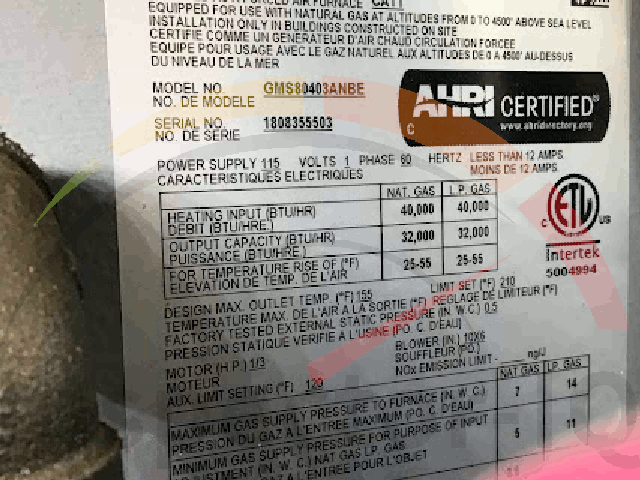 FORCED AIR FURNACE CAT I
EQUIPPED FOR USE WITH NATURAL GAS AT ALTITUDES FROM 0 TO 4500' ABOVE SEA LEVEL
INSTALLATION ONLY IN BUILDINGS CONSTRUCTED ON SITE
CERTIFIE COMME UN GENERATEUR D'AIR CHAUD CIRCULATION FORCEE
EQUIPE POUR USAGE AVEC LE GAZ NATUREL AUX ALTITUDES DE 0 A 4500' AU-DESSUS
DU NIVEAU DE LA MER
MODEL NO. GMS80403ANBE
NO. DE MODELE
SERIAL NO. 1808355503
NO. DE SERIE
C AHRI CERTIFIED®
www.ahridirectory.org
POWER SUPPLY 115 VOLTS 1 PHASE 60 HERTZ LESS THAN 12 AMPS
CARACTERISTIQUES ELECTRIQUES MOINS DE 12 AMPS.
NAT. GAS L.P. GAS
HEATING INPUT (BTU/HR) 40,000 40,000
DEBIT (BTU/HRE.)
OUTPUT CAPACITY (BTU/HR) 32,000 32,000
PUISSANCE (BTU/HRE.)
FOR TEMPERATURE RISE OF (°F) 25-55 25-55
ELEVATION DE TEMP. DE L'AIR
C ETL US
Intertek
5004994
DESIGN MAX. OUTLET TEMP. (°F) 155 LIMIT SET (°F) 210
TEMPERATURE MAX. DE L'AIR A LA SORTIE (°F) REGLAGE DE LIMITEUR (°F)
FACTORY TESTED EXTERNAL STATIC PRESSURE (IN. W.C.) 0.5
PRESSION STATIQUE VERIFIE A L'USINE (PO. C. D'EAU)
MOTOR (H.P.) 1/3 BLOWER (IN.) 10X6
MOTEUR SOUFFLEUR (PO.)
AUX. LIMIT SETTING (°F) 120 NOx EMISSION LIMIT - ng/J
NAT GAS L.P. GAS
MAXIMUM GAS SUPPLY PRESSURE TO FURNACE (IN. W. C.) 7 14
PRESSION DU GAZ A L'ENTREE MAXIMUM (PO. C. D'EAU)
MINIMUM GAS SUPPLY PRESSURE FOR PURPOSE OF INPUT 5 11
ADJUSTMENT (IN. W. C.) NAT GAS LP. GAS
A L'ENTREE POUR L'OBJET